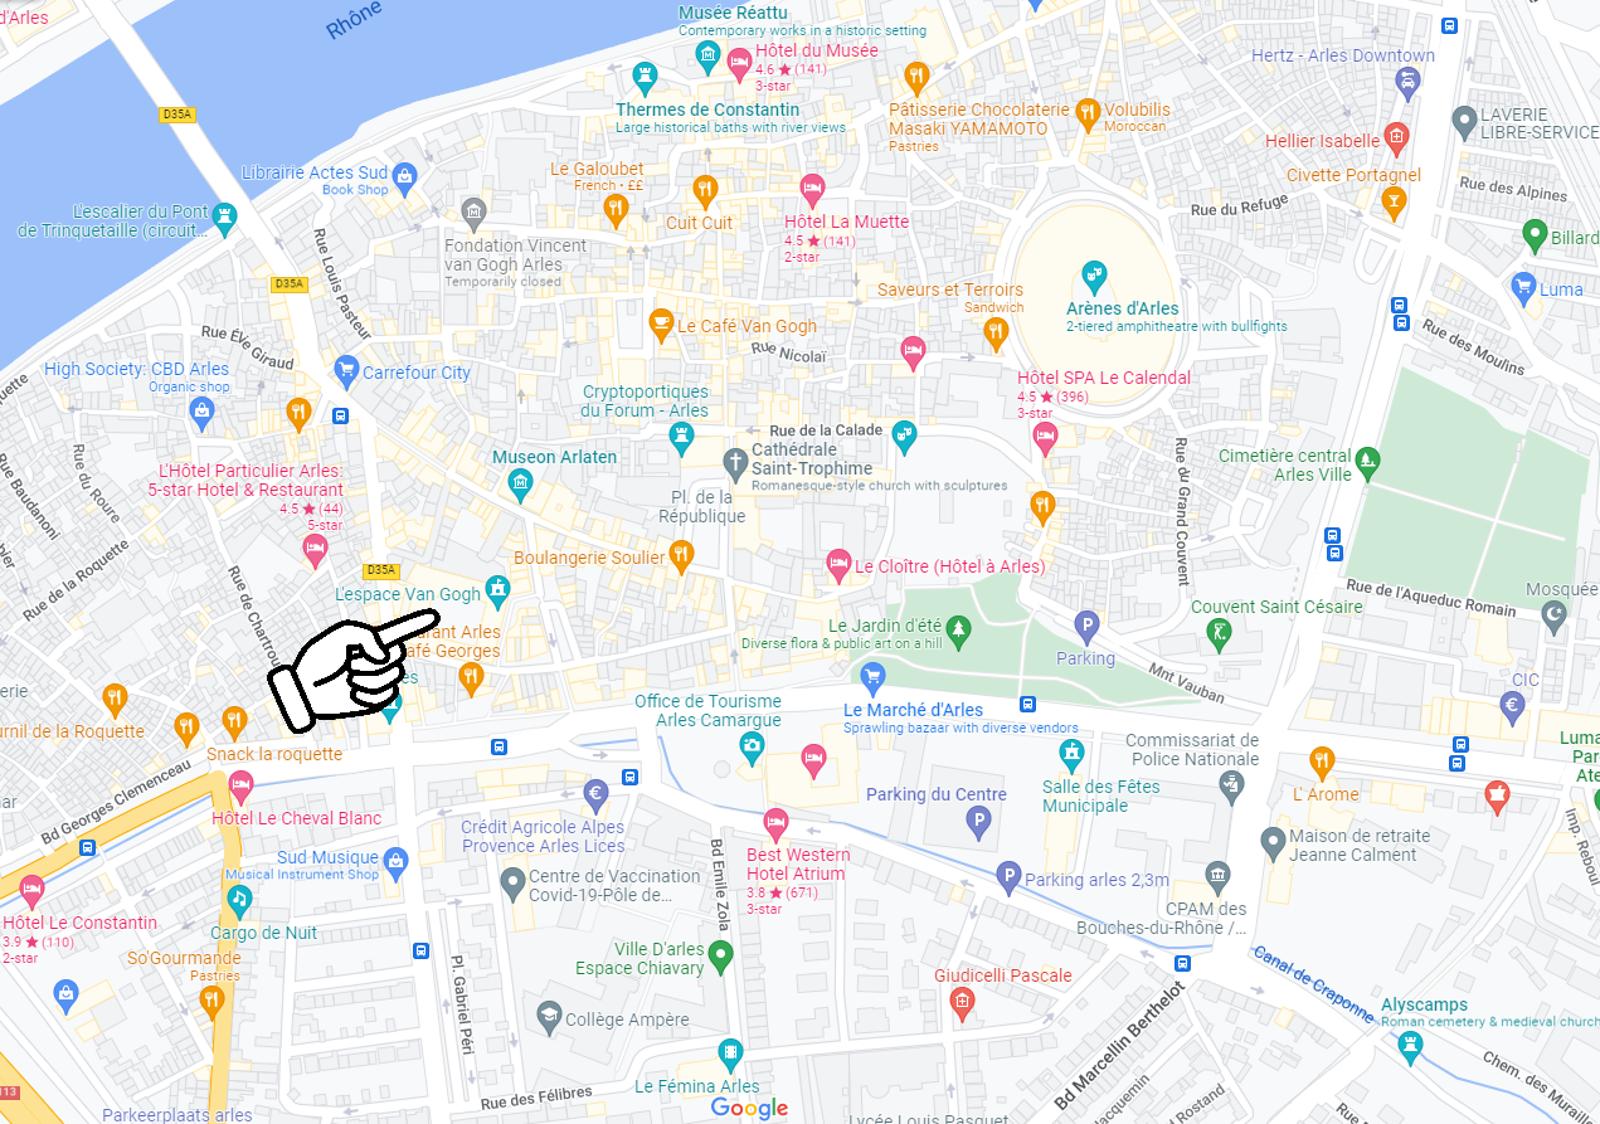 d'Arles
Rhône
Musée Réattu
Contemporary works in a historic setting
Hôtel du Musée
4.6 ★ (141)
3-star
Hertz - Arles Downtown
D35A
Thermes de Constantin
Large historical baths with river views
Pâtisserie Chocolaterie
Masaki YAMAMOTO
Pastries
Volubilis
Moroccan
LAVERIE
LIBRE-SERVICE
Hellier Isabelle
Librairie Actes Sud
Book Shop
Le Galoubet
French • ££
Civette Portagnel
Rue des Alpines
L'escalier du Pont
de Trinquetaille (circuit...
Cuit Cuit
Hôtel La Muette
4.5 ★ (141)
2-star
Rue du Refuge
Billard
Rue Louis Pasteur
Fondation Vincent
van Gogh Arles
Temporarily closed
D35A
Saveurs et Terroirs
Sandwich
Arènes d'Arles
2-tiered amphitheatre with bullfights
Luma
Rue Ève Giraud
Le Café Van Gogh
Rue Nicolaï
Rue des Moulins
High Society: CBD Arles
Organic shop
Carrefour City
Hôtel SPA Le Calendal
4.5 ★ (396)
3-star
Cryptoportiques
du Forum - Arles
Rue de la Calade
Cathédrale
Saint-Trophime
Romanesque-style church with sculptures
Museon Arlaten
Cimetière central
Arles Ville
Rue du Roure
Rue Baudanoni
L'Hôtel Particulier Arles:
5-star Hotel & Restaurant
4.5 ★ (44)
5-star
Pl. de la
République
Rue du Grand Couvent
Rue de la Roquette
Boulangerie Soulier
Le Cloître (Hôtel à Arles)
D35A
L'espace Van Gogh
Rue de l'Aqueduc Romain
Mosquée
Couvent Saint Césaire
Le Jardin d'été
Diverse flora & public art on a hill
Arles
Georges
Parking
Mnt Vauban
CIC
Office de Tourisme
Arles Camargue
Le Marché d'Arles
Sprawling bazaar with diverse vendors
Snack la roquette
la Roquette
Commissariat de
Police Nationale
Luma
Salle des Fêtes
Municipale
L' Arome
Bd Georges Clemenceau
Parking du Centre
Hôtel Le Cheval Blanc
Crédit Agricole Alpes
Provence Arles Lices
Imp. Reboul
Maison de retraite
Jeanne Calment
Sud Musique
Musical Instrument Shop
Bd Emile Zola
Best Western
Hotel Atrium
3.8 ★ (671)
3-star
Centre de Vaccination
Covid-19-Pôle de...
Parking arles 2,3m
CPAM des
Bouches-du-Rhône /...
Hôtel Le Constantin
3.9 ★ (110)
2-star
Cargo de Nuit
So'Gourmande
Pastries
Ville D'arles
Espace Chiavary
Canal de Craponne
Giudicelli Pascale
Pl. Gabriel Péri
Collège Ampère
Alyscamps
Roman cemetery & medieval church
Bd Marcellin Berthelot
Le Fémina Arles
Chem. des Muraille
Rue des Félibres
Google
113
Parkeerplaats arles
Lycée Louis Pasquet
Jacquemin
Rostand